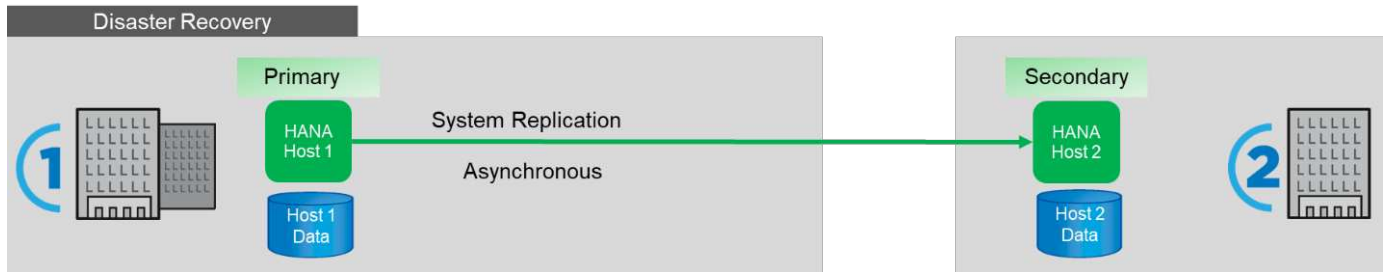 Disaster Recovery
Primary
Secondary
1
HANA
Host 1
System Replication
Asynchronous
HANA
Host 2
2
Host 1
Data
Host 2
Data